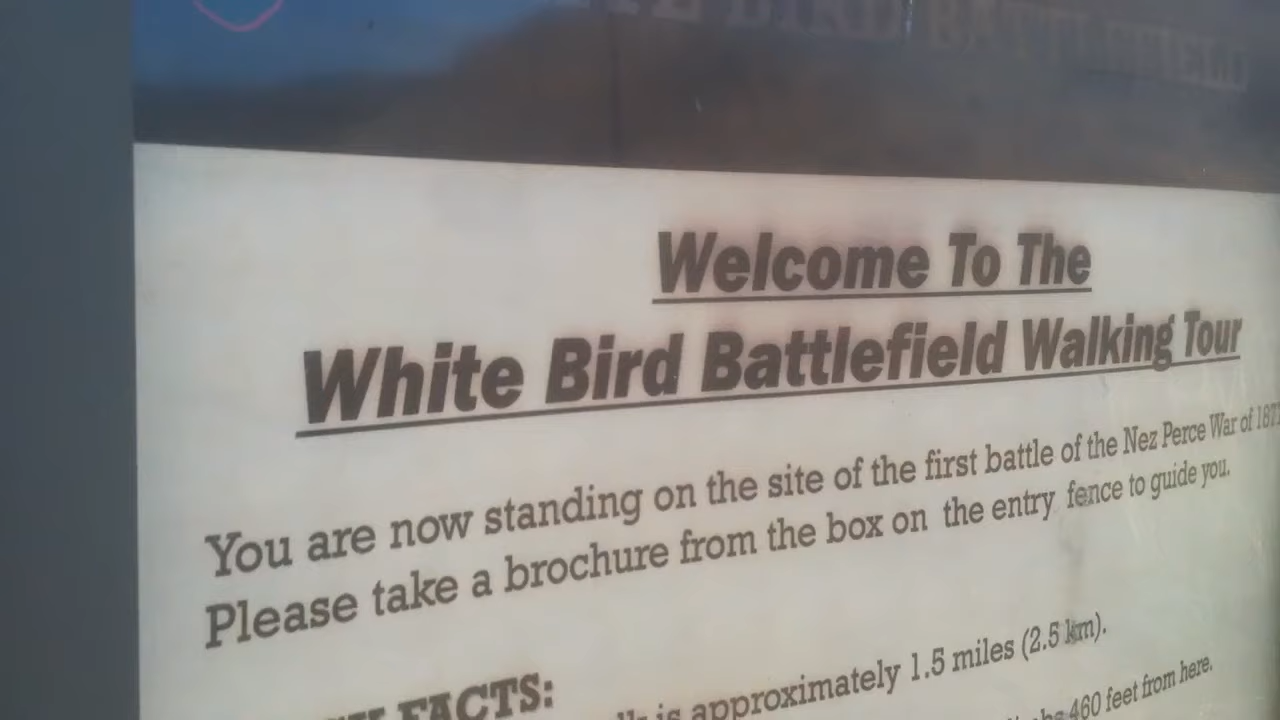 BIRD BATTLEFIELD
Welcome To The
White Bird Battlefield Walking Tour
You are now standing on the site of the first battle of the Nez Perce War of 187
Please take a brochure from the box on the entry fence to guide you.
FACTS:
is approximately 1.5 miles (2.5 km).
460 feet from here.